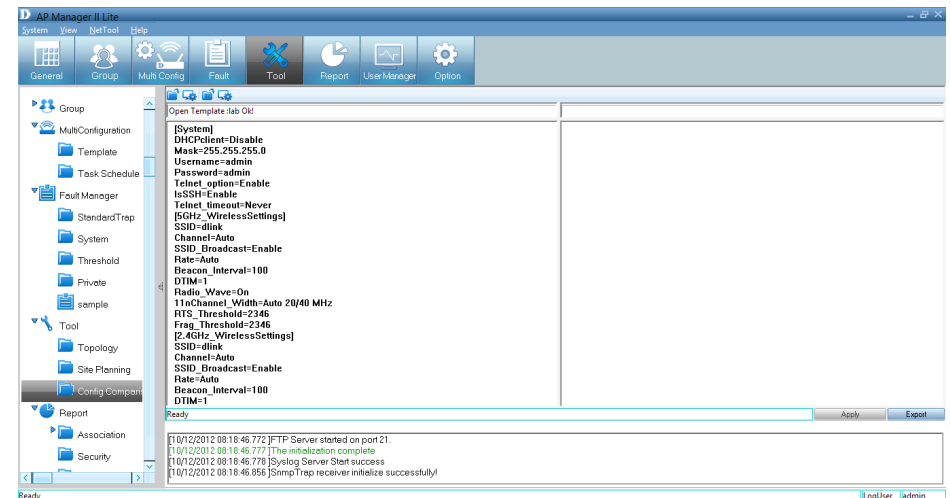 D AP Manager II Lite
System View NetTool Help
General Group Multi Config Fault Tool Report User Manager Option
Group
MultiConfiguration
Template
Task Schedule
Fault Manager
StandardTrap
System
Threshold
Private
sample
Tool
Topology
Site Planning
Config Comparis
Report
Association
Security
Open Template :lab Ok!
[System]
DHCPclient=Disable
Mask=255.255.255.0
Username=admin
Password=admin
Telnet_option=Enable
IsSSH=Enable
Telnet_timeout=Never
[5GHz_WirelessSettings]
SSID=dlink
Channel=Auto
SSID_Broadcast=Enable
Rate=Auto
Beacon_Interval=100
DTIM=1
Radio_Wave=On
11nChannel_Width=Auto 20/40 MHz
RTS_Threshold=2346
Frag_Threshold=2346
[2.4GHz_WirelessSettings]
SSID=dlink
Channel=Auto
SSID_Broadcast=Enable
Rate=Auto
Beacon_Interval=100
DTIM=1
Ready
Apply Export
[10/12/2012 08:18:46.772 ]FTP Server started on port 21.
[10/12/2012 08:18:46.777 ]The initialization complete
[10/12/2012 08:18:46.778 ]Syslog Server Start success
[10/12/2012 08:18:46.856 ]SnmpTrap receiver initialize successfully!
Ready LogUser admin